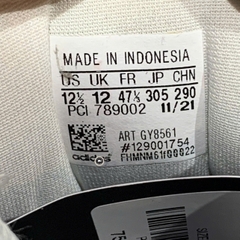 MADE IN INDONESIA
US UK FR JP CHN
12½ 12 47⅓ 305 290
PCI 789002 11/21
ART GY8561
#129001754
adidas